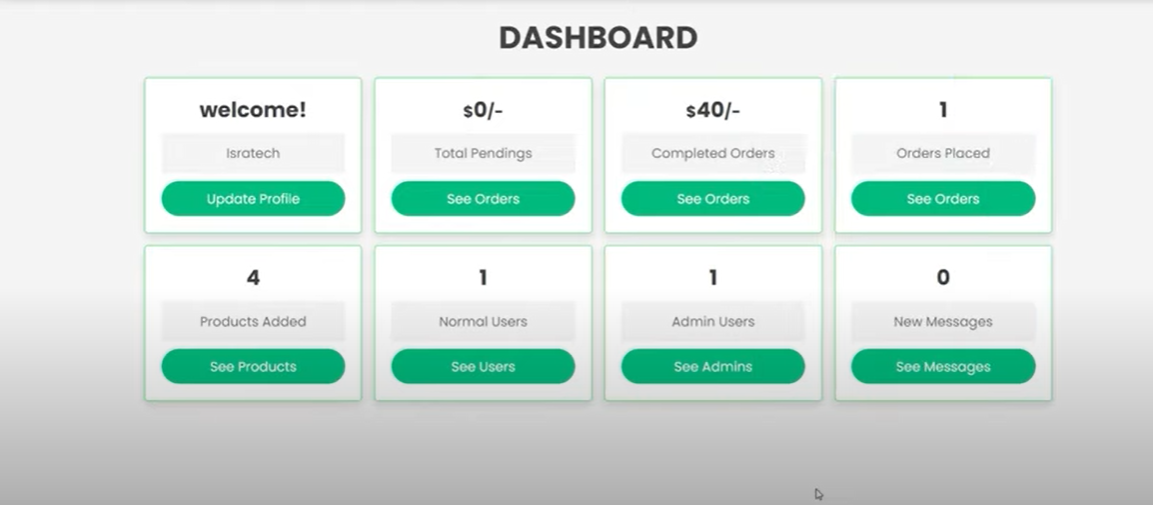 DASHBOARD
welcome!
Isratech
Update Profile
$0/-
Total Pendings
See Orders
$40/-
Completed Orders
See Orders
1
Orders Placed
See Orders
4
Products Added
See Products
1
Normal Users
See Users
1
Admin Users
See Admins
0
New Messages
See Messages